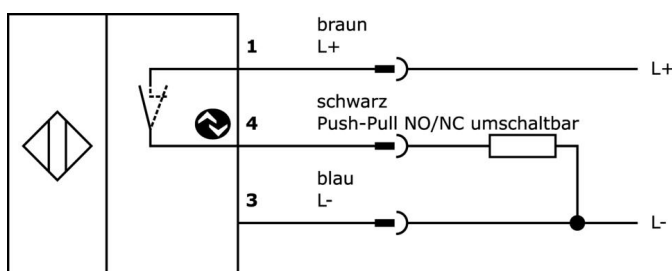 braun
1 L+
L+
schwarz
4 Push-Pull NO/NC umschaltbar
blau
3 L-
L-